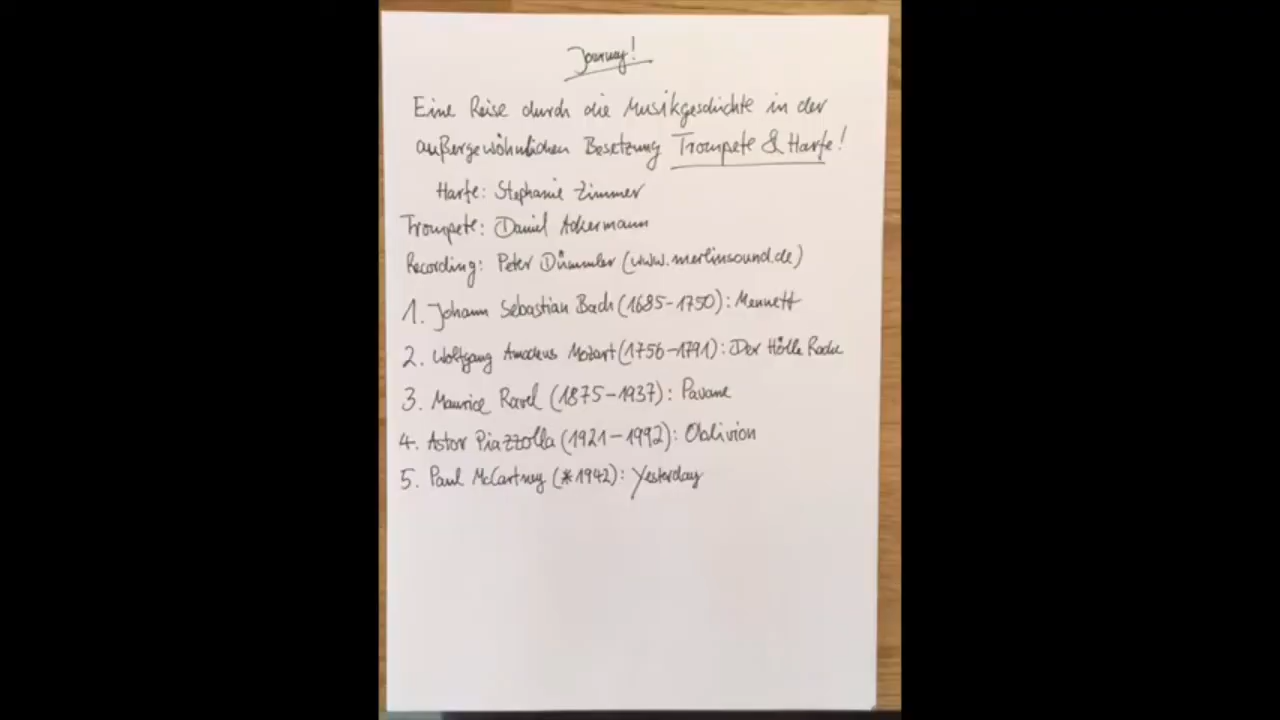 Journey!
Eine Reise durch die Musikgeschichte in der
außergewöhnlichen Besetzung Trompete & Harfe!
Harfe: Stephanie Zimmer
Trompete: Daniel Ackermann
Recording: Peter Dümmler (www.merlinsound.de)
1. Johann Sebastian Bach (1685-1750): Menuett
2. Wolfgang Amadeus Mozart (1756-1791): Der Hölle Rache
3. Maurice Ravel (1875-1937): Pavane
4. Astor Piazzolla (1921-1992): Oblivion
5. Paul McCartney (*1942): Yesterday